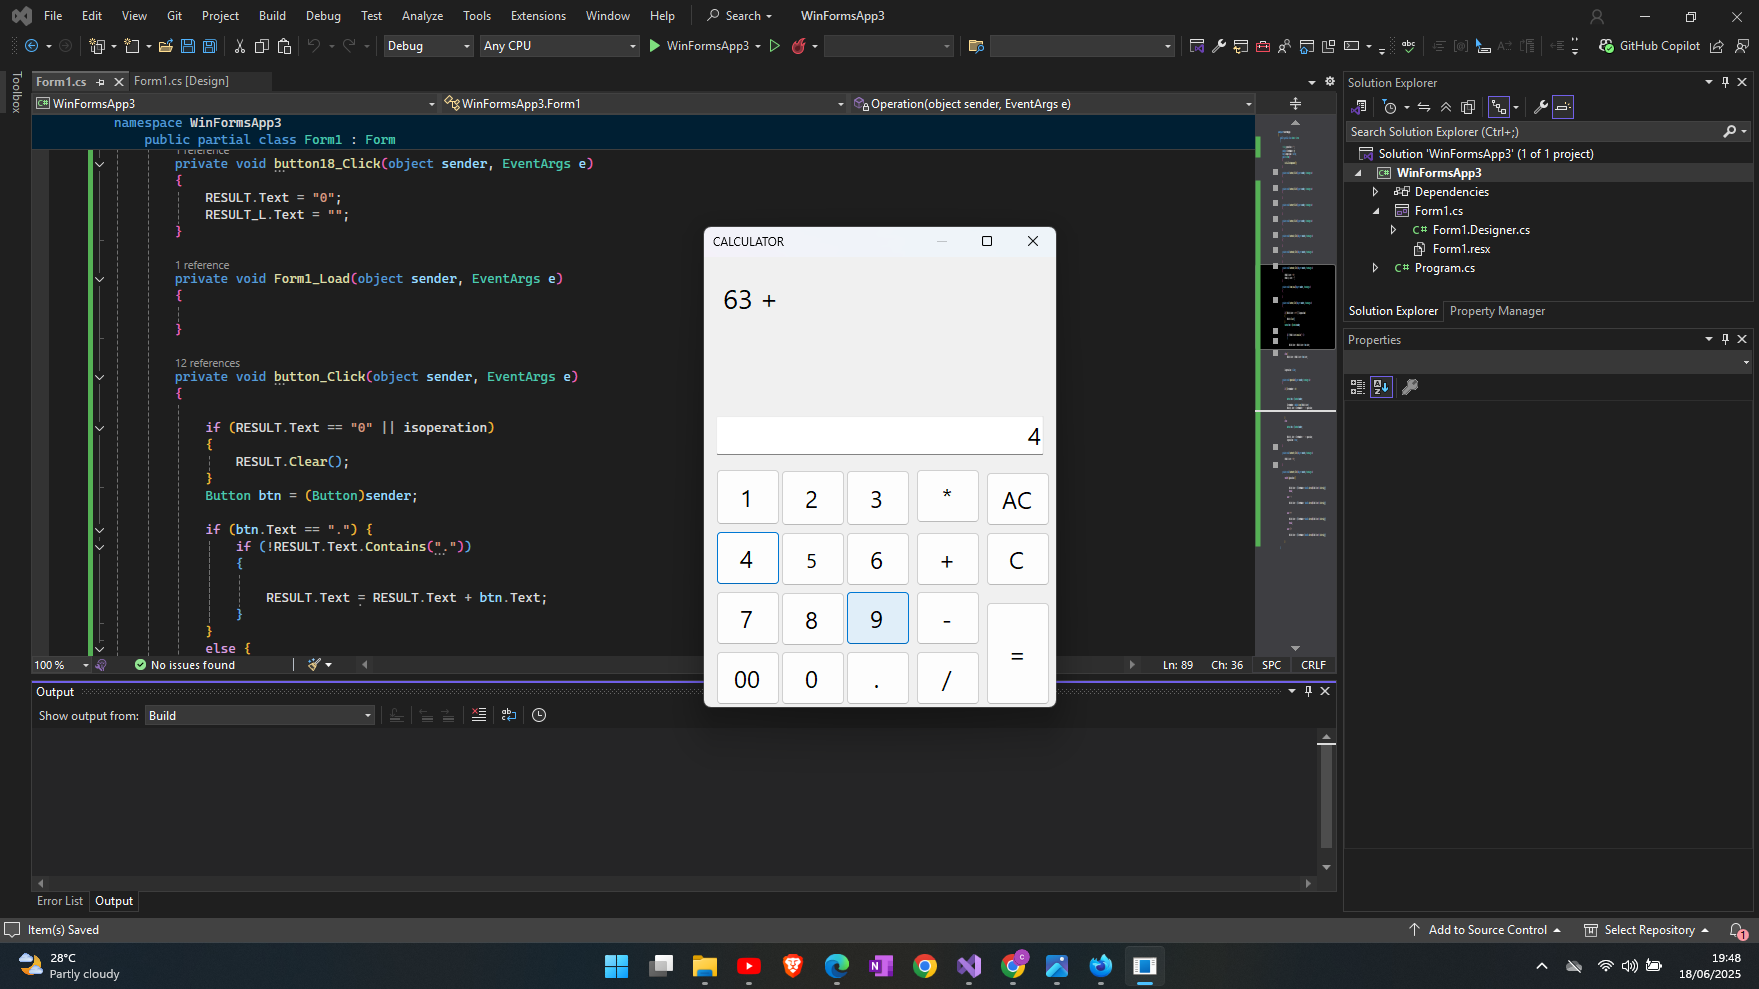 File Edit View Git Project Build Debug Test Analyze Tools Extensions Window Help Search WinFormsApp3
Debug Any CPU WinFormsApp3 GitHub Copilot
Toolbox
Form1.cs Form1.cs [Design]
WinFormsApp3 WinFormsApp3.Form1 Operation(object sender, EventArgs e)
namespace WinFormsApp3
public partial class Form1 : Form
1 reference
private void button18_Click(object sender, EventArgs e)
{
RESULT.Text = "0";
RESULT_L.Text = "";
}
1 reference
private void Form1_Load(object sender, EventArgs e)
{
}
12 references
private void button_Click(object sender, EventArgs e)
{
if (RESULT.Text == "0" || isoperation)
{
RESULT.Clear();
}
Button btn = (Button)sender;
if (btn.Text == ".") {
if (!RESULT.Text.Contains("."))
{
RESULT.Text = RESULT.Text + btn.Text;
}
}
else {
100 % No issues found Ln: 89 Ch: 36 SPC CRLF
CALCULATOR
63 +
4
1 2 3 * AC
4 5 6 + C
7 8 9 -
=
00 0 . /
Output
Show output from: Build
Error List Output
Solution Explorer
Search Solution Explorer (Ctrl+;)
Solution 'WinFormsApp3' (1 of 1 project)
C# WinFormsApp3
Dependencies
Form1.cs
C# Form1.Designer.cs
Form1.resx
C# Program.cs
Solution Explorer Property Manager
Properties
Item(s) Saved Add to Source Control Select Repository 1
28°C
Partly cloudy
19:48
18/06/2025